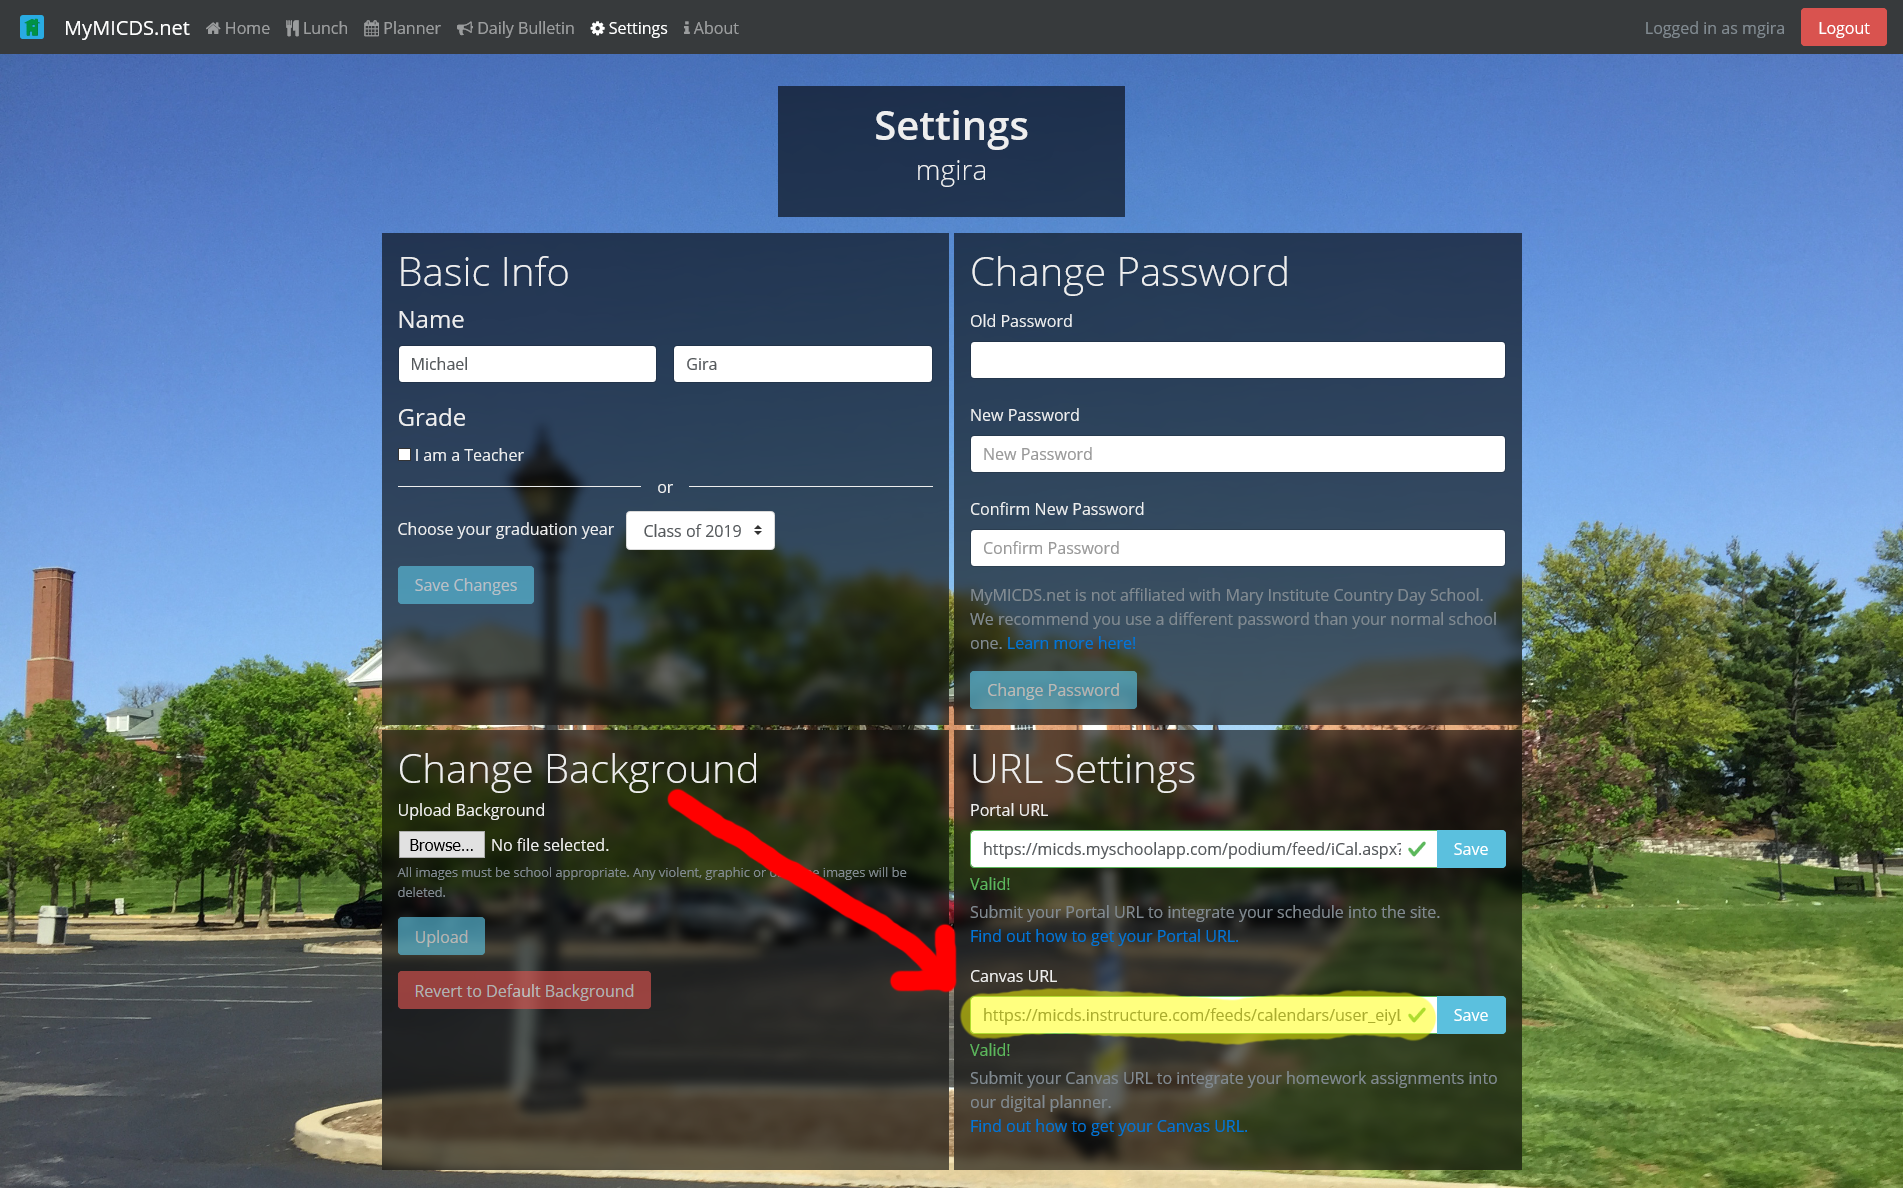 MyMICDS.net Home Lunch Planner Daily Bulletin Settings About Logged in as mgira Logout
Settings
mgira
Basic Info
Name
Michael Gira
Grade
I am a Teacher
or
Choose your graduation year Class of 2019
Save Changes
Change Password
Old Password
New Password
New Password
Confirm New Password
Confirm Password
MyMICDS.net is not affiliated with Mary Institute Country Day School.
We recommend you use a different password than your normal school
one. Learn more here!
Change Password
Change Background
Upload Background
Browse... No file selected.
All images must be school appropriate. Any violent, graphic or images will be
deleted.
Upload
Revert to Default Background
URL Settings
Portal URL
https://micds.myschoolapp.com/podium/feed/iCal.aspx? Save
Valid!
Submit your Portal URL to integrate your schedule into the site.
Find out how to get your Portal URL.
Canvas URL
https://micds.instructure.com/feeds/calendars/user_eiyL Save
Valid!
Submit your Canvas URL to integrate your homework assignments into
our digital planner.
Find out how to get your Canvas URL.